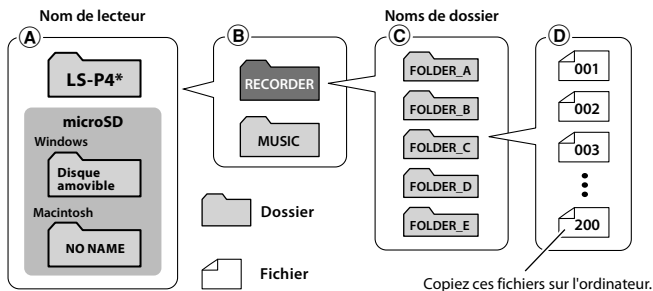 Nom de lecteur
Noms de dossier
A
LS-P4*
microSD
Windows
Disque
amovible
Macintosh
NO NAME
B
RECORDER
MUSIC
Dossier
Fichier
C
FOLDER_A
FOLDER_B
FOLDER_C
FOLDER_D
FOLDER_E
D
001
002
003
200
Copiez ces fichiers sur l'ordinateur.